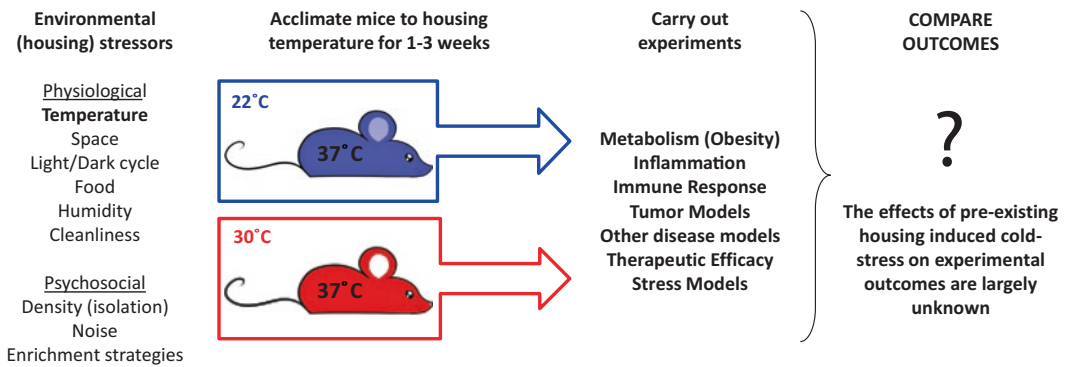 Environmental
(housing) stressors
Physiological
Temperature
Space
Light/Dark cycle
Food
Humidity
Cleanliness
Psychosocial
Density (isolation)
Noise
Enrichment strategies
Acclimate mice to housing
temperature for 1-3 weeks
22˚C
37˚C
30˚C
37˚C
Carry out
experiments
Metabolism (Obesity)
Inflammation
Immune Response
Tumor Models
Other disease models
Therapeutic Efficacy
Stress Models
COMPARE
OUTCOMES
?
The effects of pre-existing
housing induced cold-
stress on experimental
outcomes are largely
unknown